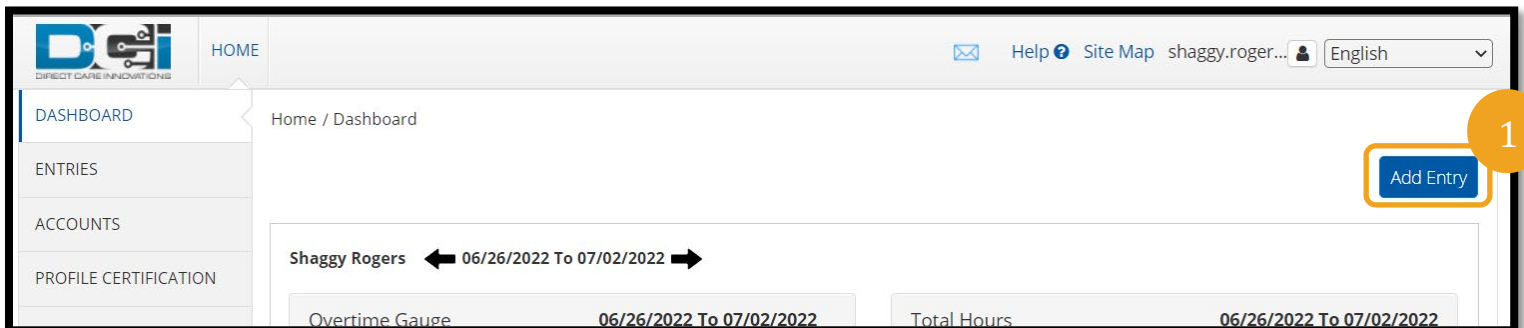 DCi
DIRECT CARE INNOVATIONS
HOME
Help ? Site Map shaggy.roger... English
DASHBOARD
Home / Dashboard
1
ENTRIES
Add Entry
ACCOUNTS
Shaggy Rogers 06/26/2022 To 07/02/2022
PROFILE CERTIFICATION
Overtime Gauge 06/26/2022 To 07/02/2022 Total Hours 06/26/2022 To 07/02/2022